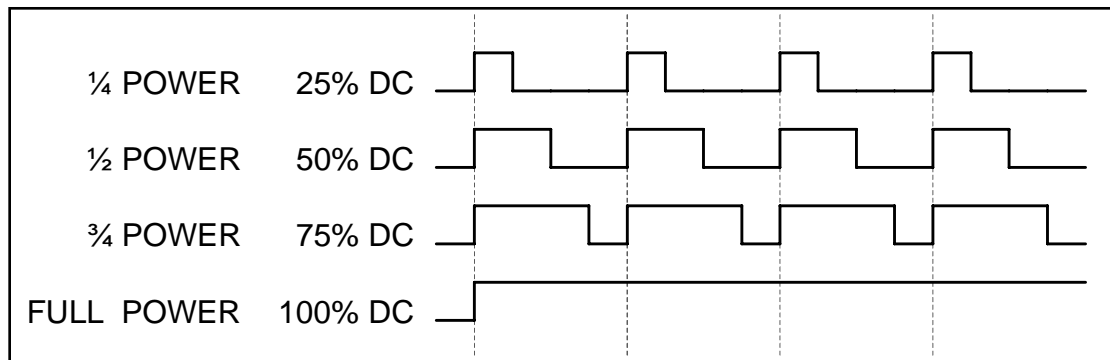 ¼ POWER 25% DC
½ POWER 50% DC
¾ POWER 75% DC
FULL POWER 100% DC